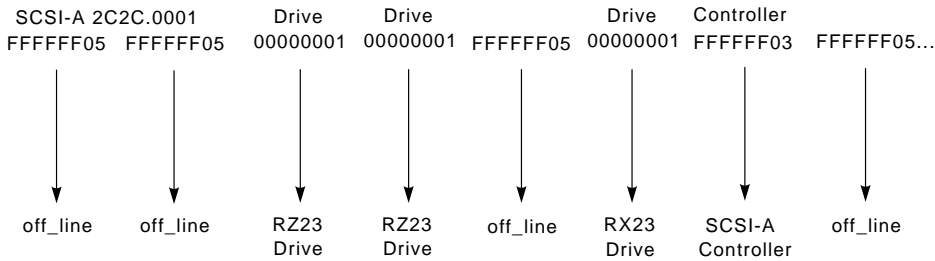 SCSI-A 2C2C.0001 Drive Drive Drive Controller
FFFFFF05 FFFFFF05 00000001 00000001 FFFFFF05 00000001 FFFFFF03 FFFFFF05...
off_line off_line RZ23 RZ23 off_line RX23 SCSI-A off_line
Drive Drive Drive Controller